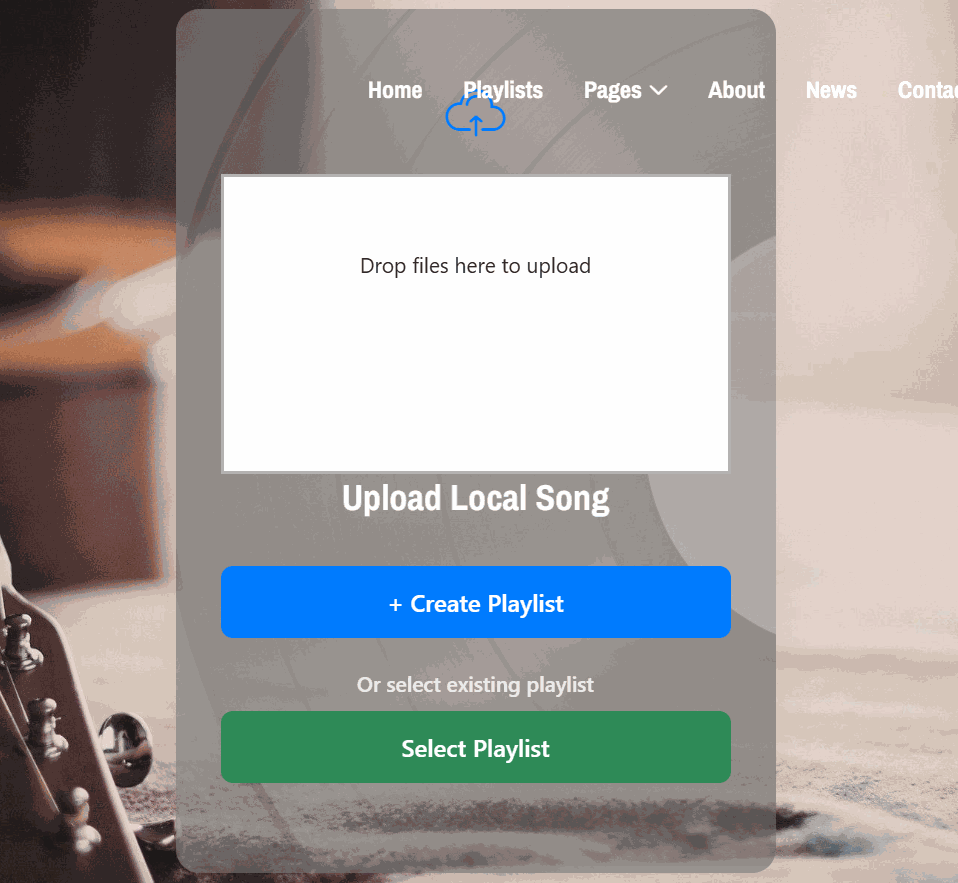 Home Playlists Pages About News Contac
Drop files here to upload
Upload Local Song
+ Create Playlist
Or select existing playlist
Select Playlist